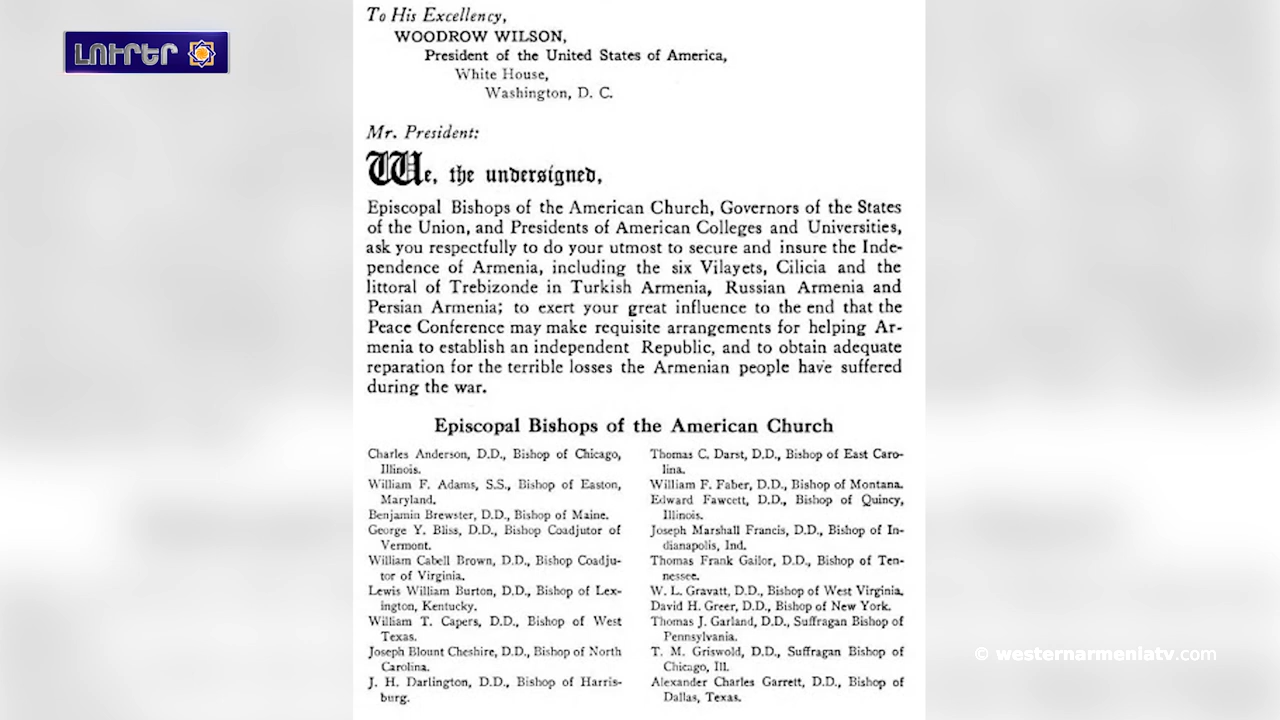 ԼՈՒՐԵՐ
To His Excellency,
WOODROW WILSON,
President of the United States of America,
White House,
Washington, D. C.
Mr. President:
We, the undersigned,
Episcopal Bishops of the American Church, Governors of the States
of the Union, and Presidents of American Colleges and Universities,
ask you respectfully to do your utmost to secure and insure the Inde-
pendence of Armenia, including the six Vilayets, Cilicia and the
littoral of Trebizonde in Turkish Armenia, Russian Armenia and
Persian Armenia; to exert your great influence to the end that the
Peace Conference may make requisite arrangements for helping Ar-
menia to establish an independent Republic, and to obtain adequate
reparation for the terrible losses the Armenian people have suffered
during the war.
Episcopal Bishops of the American Church
Charles Anderson, D.D., Bishop of Chicago,
Illinois.
William F. Adams, S.S., Bishop of Easton,
Maryland.
Benjamin Brewster, D.D., Bishop of Maine.
George Y. Bliss, D.D., Bishop Coadjutor of
Vermont.
William Cabell Brown, D.D., Bishop Coadju-
tor of Virginia.
Lewis William Burton, D.D., Bishop of Lex-
ington, Kentucky.
William T. Capers, D.D., Bishop of West
Texas.
Joseph Blount Cheshire, D.D., Bishop of North
Carolina.
J. H. Darlington, D.D., Bishop of Harris-
burg.
Thomas C. Darst, D.D., Bishop of East Caro-
lina.
William F. Faber, D.D., Bishop of Montana.
Edward Fawcett, D.D., Bishop of Quincy,
Illinois.
Joseph Marshall Francis, D.D., Bishop of In-
dianapolis, Ind.
Thomas Frank Gailor, D.D., Bishop of Ten-
nessee.
W. L. Gravatt, D.D., Bishop of West Virginia.
David H. Greer, D.D., Bishop of New York.
Thomas J. Garland, D.D., Suffragan Bishop of
Pennsylvania.
T. M. Griswold, D.D., Suffragan Bishop of
Chicago, Ill.
Alexander Charles Garrett, D.D., Bishop of
Dallas, Texas.
© westernarmeniatv.com